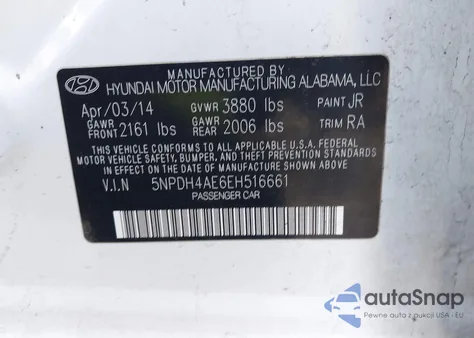 MANUFACTURED BY
HYUNDAI MOTOR MANUFACTURING ALABAMA, LLC
Apr/03/14 GVWR 3880 lbs PAINT JR
GAWR FRONT 2161 lbs GAWR REAR 2006 lbs TRIM RA
THIS VEHICLE CONFORMS TO ALL APPLICABLE U.S.A. FEDERAL
MOTOR VEHICLE SAFETY, BUMPER, AND THEFT PREVENTION
STANDARDS IN EFFECT ON THE DATE OF MANUFACTURE SHOWN ABOVE.
V.I.N 5NPDH4AE6EH516661
PASSENGER CAR
autaSnap
Pewne auta z aukcji USA - EU